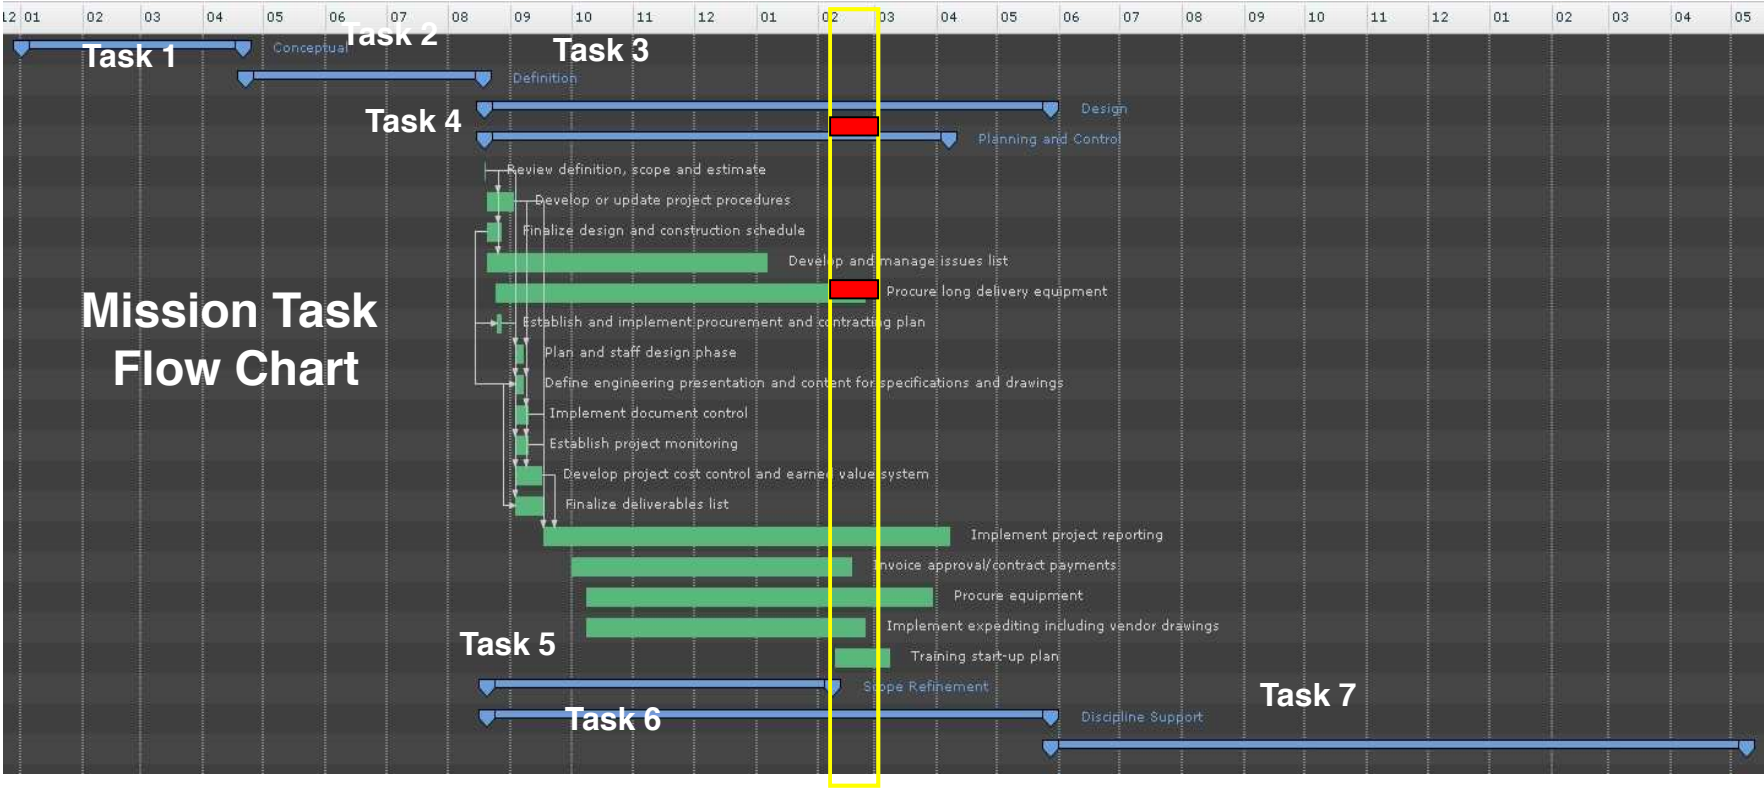 12 01 02 03 04 05 06 07 08 09 10 11 12 01 02 03 04 05 06 07 08 09 10 11 12 01 02 03 04 05
Task 1
Conceptual
Task 2
Task 3
Definition
Task 4
Design
Planning and Control
Review definition, scope and estimate
Develop or update project procedures
Finalize design and construction schedule
Develop and manage issues list
Mission Task
Flow Chart
Procure long delivery equipment
Establish and implement procurement and contracting plan
Plan and staff design phase
Define engineering presentation and content for specifications and drawings
Implement document control
Establish project monitoring
Develop project cost control and earned value system
Finalize deliverables list
Implement project reporting
Invoice approval/contract payments
Procure equipment
Implement expediting including vendor drawings
Task 5
Training start-up plan
Scope Refinement
Task 7
Task 6
Discipline Support